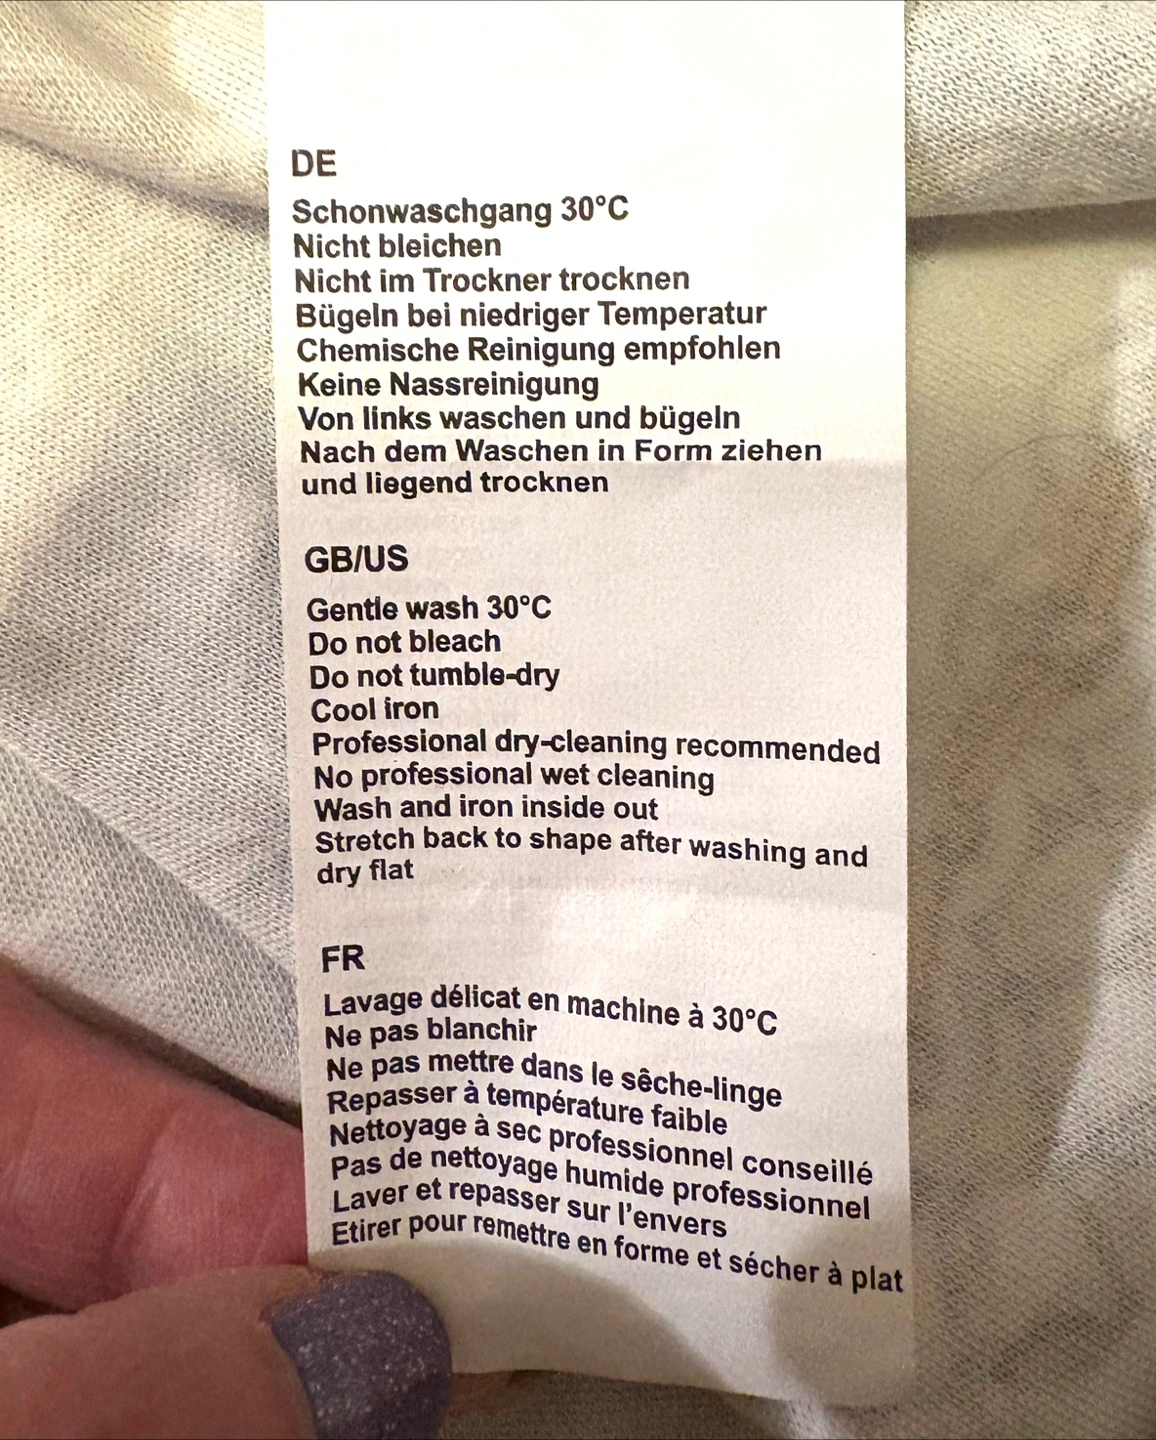 DE
Schonwaschgang 30°C
Nicht bleichen
Nicht im Trockner trocknen
Bügeln bei niedriger Temperatur
Chemische Reinigung empfohlen
Keine Nassreinigung
Von links waschen und bügeln
Nach dem Waschen in Form ziehen
und liegend trocknen
GB/US
Gentle wash 30°C
Do not bleach
Do not tumble-dry
Cool iron
Professional dry-cleaning recommended
No professional wet cleaning
Wash and iron inside out
Stretch back to shape after washing and
dry flat
FR
Lavage délicat en machine à 30°C
Ne pas blanchir
Ne pas mettre dans le sêche-linge
Repasser à température faible
Nettoyage à sec professionnel conseillé
Pas de nettoyage humide professionnel
Laver et repasser sur l'envers
Etirer pour remettre en forme et sécher à plat